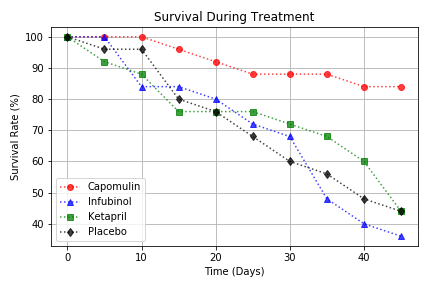 Survival During Treatment
100
90
80
70
60
50
40
Survival Rate (%)
Capomulin
Infubinol
Ketapril
Placebo
0
10
20
30
40
Time (Days)